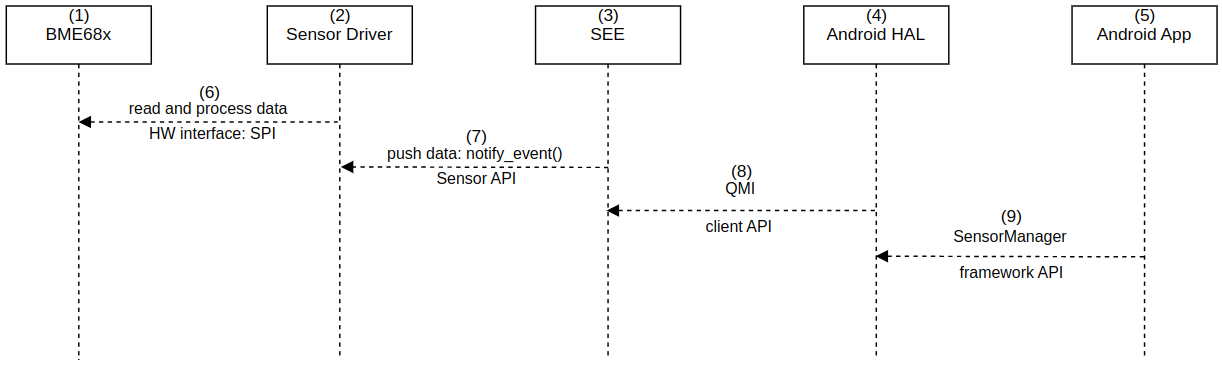 (1)
BME68x
(2)
Sensor Driver
(3)
SEE
(4)
Android HAL
(5)
Android App
(6)
read and process data
HW interface: SPI
(7)
push data: notify_event()
Sensor API
(8)
QMI
client API
(9)
SensorManager
framework API